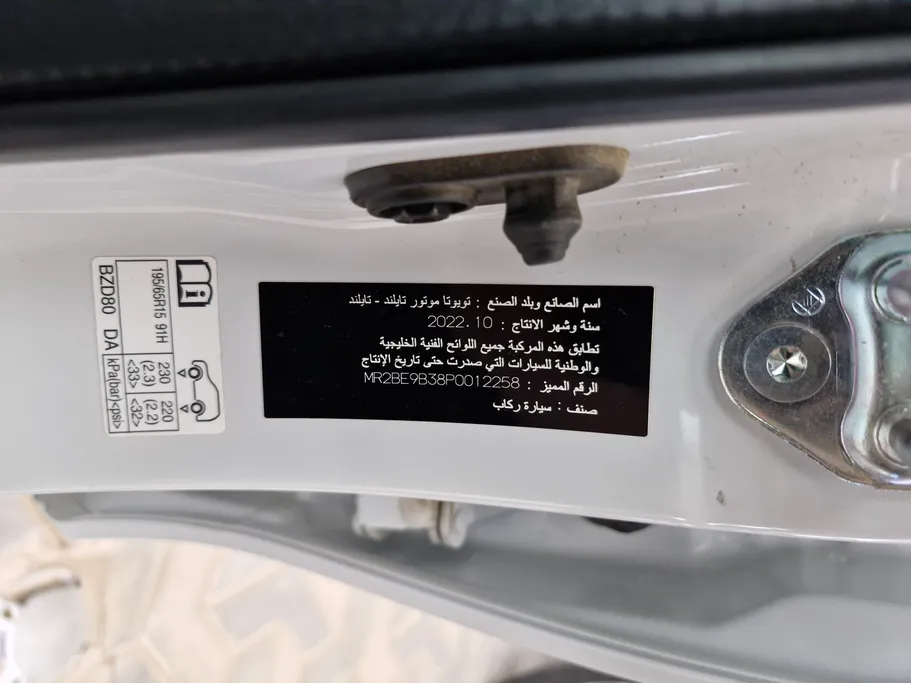 اسم الصانع وبلد الصنع : تويوتا موتور تايلند - تايلند
سنة وشهر الانتاج : 2022.10
تطابق هذه المركبة جميع اللوائح الفنية الخليجية
والوطنية للسيارات التي صدرت حتى تاريخ الإنتاج
الرقم المميز : MR2BE9B38P0012258
صنف : سيارة ركاب
195/65R15 91H
230
(2.3)
<33>
220
(2.2)
<32>
kPa(bar)<psi>
BZD80 DA